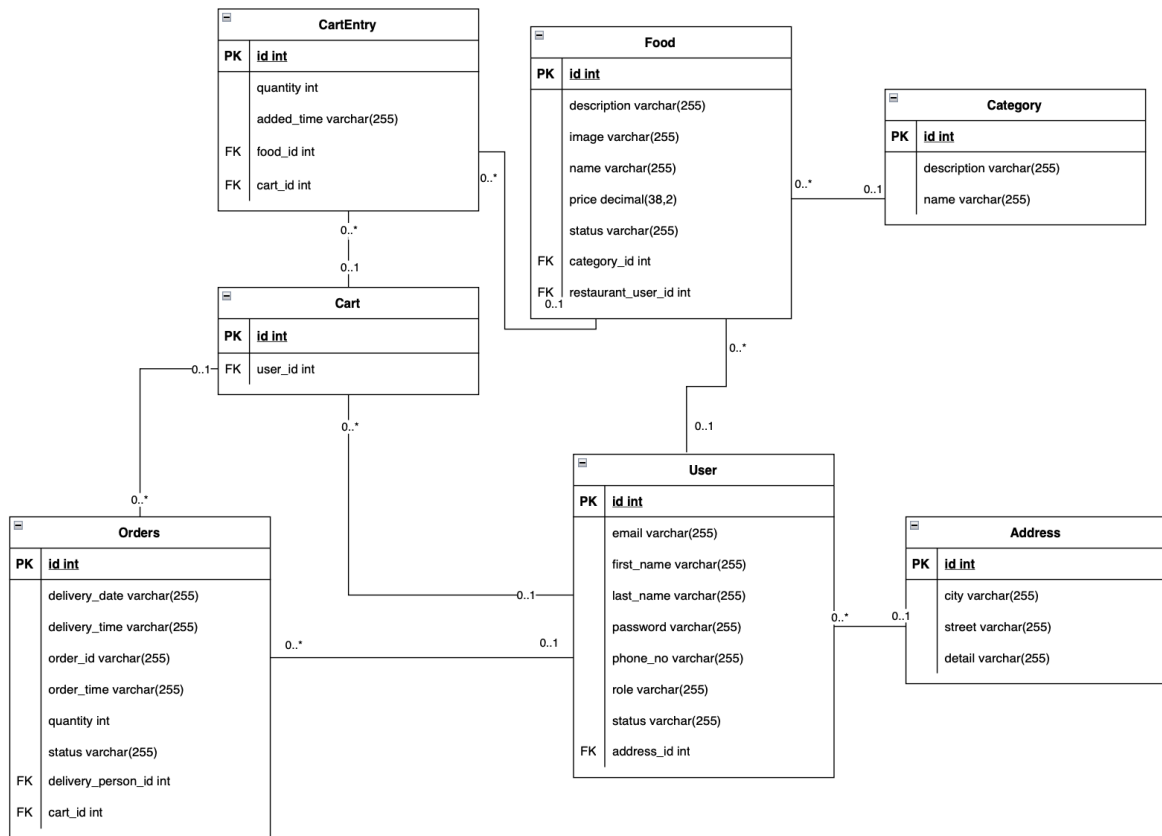 CartEntry
PK id int
quantity int
added_time varchar(255)
FK food_id int
FK cart_id int
0..*
0..1
0..*
Food
PK id int
description varchar(255)
image varchar(255)
name varchar(255)
price decimal(38,2)
status varchar(255)
FK category_id int
FK restaurant_user_id int
0..1
0..*
0..1
Category
PK id int
description varchar(255)
name varchar(255)
Cart
PK id int
FK user_id int
0..1
0..*
0..*
0..1
0..*
0..1
Orders
PK id int
delivery_date varchar(255)
delivery_time varchar(255)
order_id varchar(255)
order_time varchar(255)
quantity int
status varchar(255)
FK delivery_person_id int
FK cart_id int
0..*
0..1
User
PK id int
email varchar(255)
first_name varchar(255)
last_name varchar(255)
password varchar(255)
phone_no varchar(255)
role varchar(255)
status varchar(255)
FK address_id int
0..*
0..1
Address
PK id int
city varchar(255)
street varchar(255)
detail varchar(255)